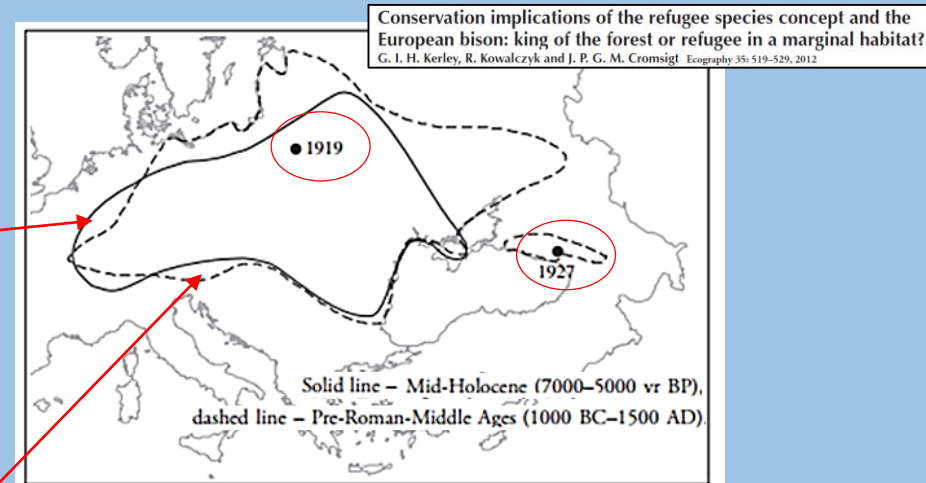 Conservation implications of the refugee species concept and the
European bison: king of the forest or refugee in a marginal habitat?
G. I. H. Kerley, R. Kowalczyk and J. P. G. M. Cromsigt Ecography 35: 519–529, 2012
1919
1927
Solid line – Mid-Holocene (7000–5000 yr BP),
dashed line – Pre-Roman-Middle Ages (1000 BC–1500 AD).